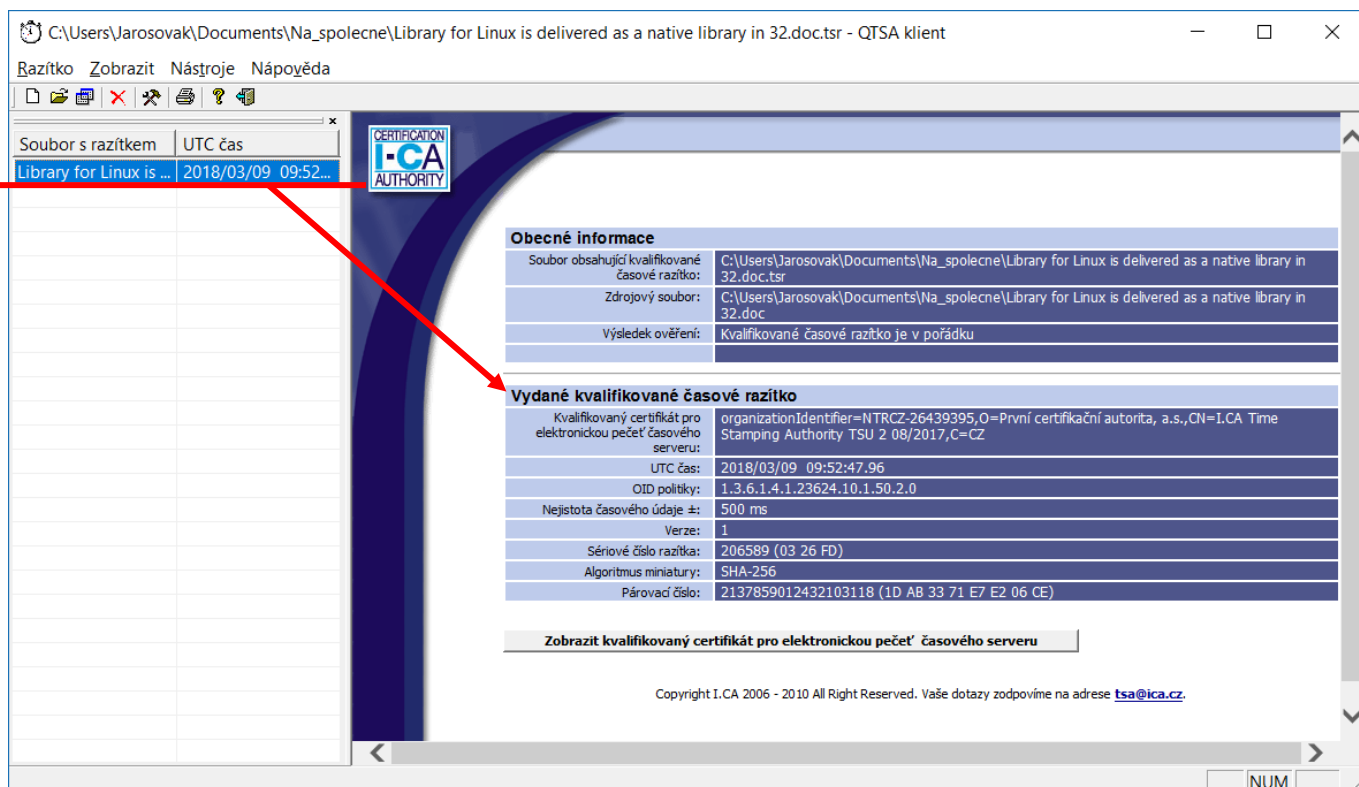 C:\Users\Jarosovak\Documents\Na_spolecne\Library for Linux is delivered as a native library in 32.doc.tsr - QTSA klient
Razítko Zobrazit Nástroje Nápověda
Soubor s razítkem UTC čas
Library for Linux is ... 2018/03/09 09:52...
CERTIFICATION
I-CA
AUTHORITY
Obecné informace
Soubor obsahující kvalifikované
časové razítko:
C:\Users\Jarosovak\Documents\Na_spolecne\Library for Linux is delivered as a native library in
32.doc.tsr
Zdrojový soubor:
C:\Users\Jarosovak\Documents\Na_spolecne\Library for Linux is delivered as a native library in
32.doc
Výsledek ověření: Kvalifikované časové razítko je v pořádku
Vydané kvalifikované časové razítko
Kvalifikovaný certifikát pro
elektronickou pečeť časového
serveru:
organizationIdentifier=NTRCZ-26439395,O=První certifikační autorita, a.s.,CN=I.CA Time
Stamping Authority TSU 2 08/2017,C=CZ
UTC čas: 2018/03/09 09:52:47.96
OID politiky: 1.3.6.1.4.1.23624.10.1.50.2.0
Nejistota časového údaje ±: 500 ms
Verze: 1
Sériové číslo razítka: 206589 (03 26 FD)
Algoritmus miniatury: SHA-256
Párovací číslo: 2137859012432103118 (1D AB 33 71 E7 E2 06 CE)
Zobrazit kvalifikovaný certifikát pro elektronickou pečeť časového serveru
Copyright I.CA 2006 - 2010 All Right Reserved. Vaše dotazy zodpovíme na adrese tsa@ica.cz.
NUM